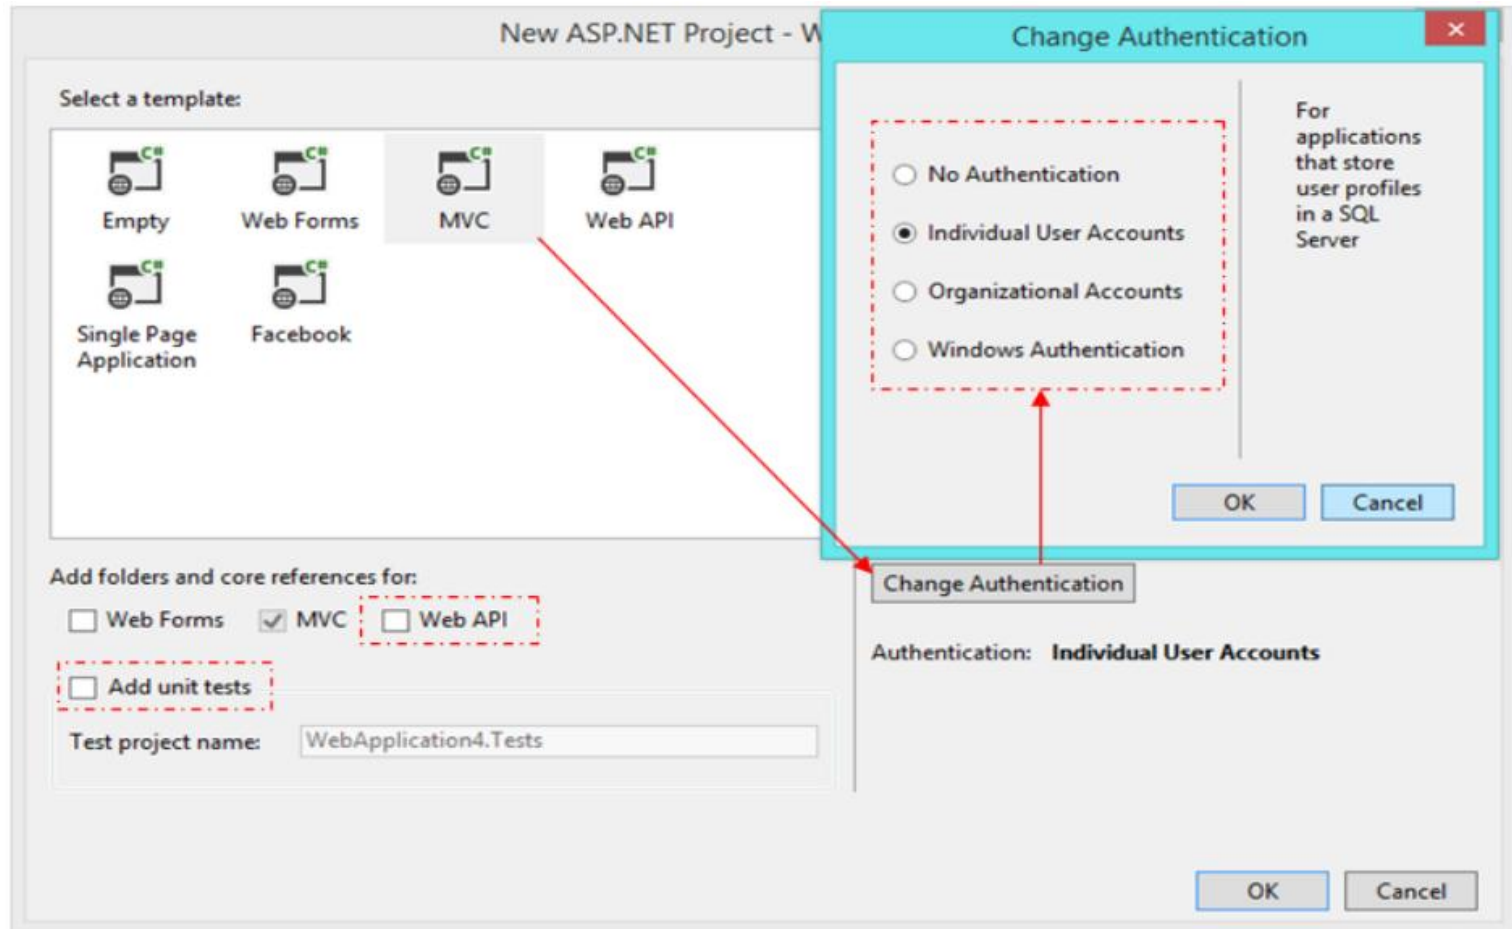 New ASP.NET Project - W
Change Authentication
Select a template:
C# C# C# C#
Empty Web Forms MVC Web API
C# C#
Single Page
Application
Facebook
No Authentication
Individual User Accounts
Organizational Accounts
Windows Authentication
For
applications
that store
user profiles
in a SQL
Server
OK Cancel
Add folders and core references for:
Web Forms MVC Web API
Add unit tests
Test project name: WebApplication4.Tests
Change Authentication
Authentication: Individual User Accounts
OK Cancel